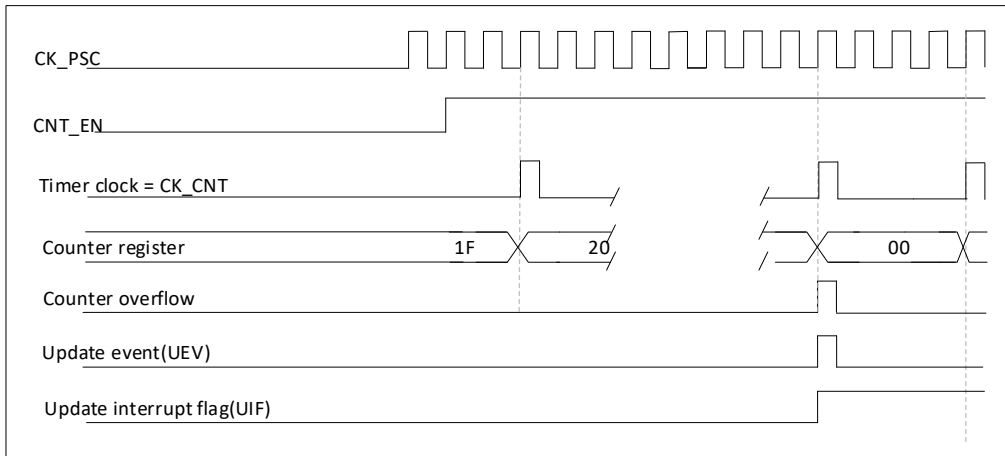 CK_PSC
CNT_EN
Timer clock = CK_CNT
Counter register 1F 20 00
Counter overflow
Update event(UEV)
Update interrupt flag(UIF)